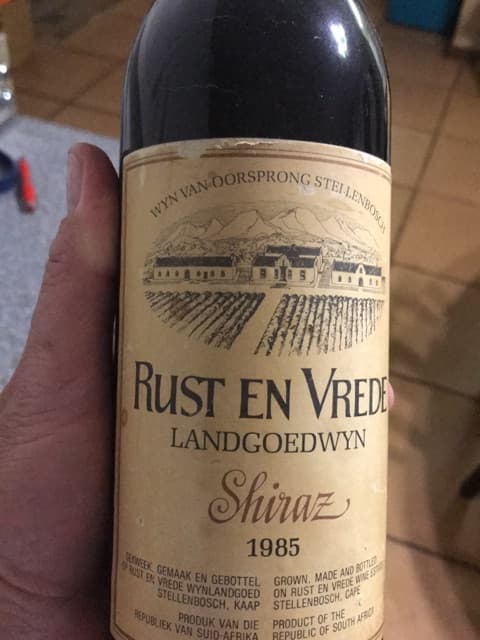 WYN VAN OORSPRONG STELLENBOSCH
RUST EN VREDE
LANDGOEDWYN
Shiraz
1985
GEKWEEK, GEMAAK EN GEBOTTEL
OP RUST EN VREDE WYNLANDGOED
STELLENBOSCH, KAAP
PRODUK VAN DIE
REPUBLIEK VAN SUID-AFRIKA
GROWN, MADE AND BOTTLED
ON RUST EN VREDE WINE ESTATE
STELLENBOSCH, CAPE
PRODUCT OF THE
REPUBLIC OF SOUTH AFRICA